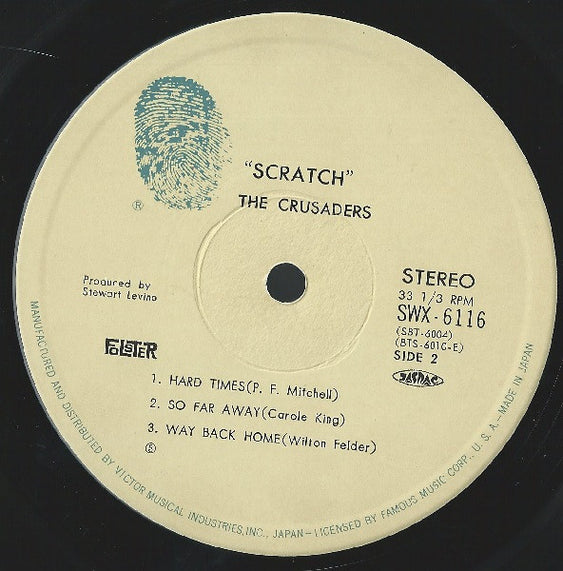 "SCRATCH"
THE CRUSADERS
®
Produced by
Stewart Levine
STEREO
33 1/3 RPM
SWX-6116
(SBT-6004)
(BTS-6010-E)
SIDE 2
1. HARD TIMES(P. F. Mitchell)
2. SO FAR AWAY(Carole King)
3. WAY BACK HOME(Wilton Felder)
MANUFACTURED AND DISTRIBUTED BY VICTOR MUSICAL INDUSTRIES, INC., JAPAN – LICENSED BY FAMOUS MUSIC CORP., U. S. A. – MADE IN JAPAN